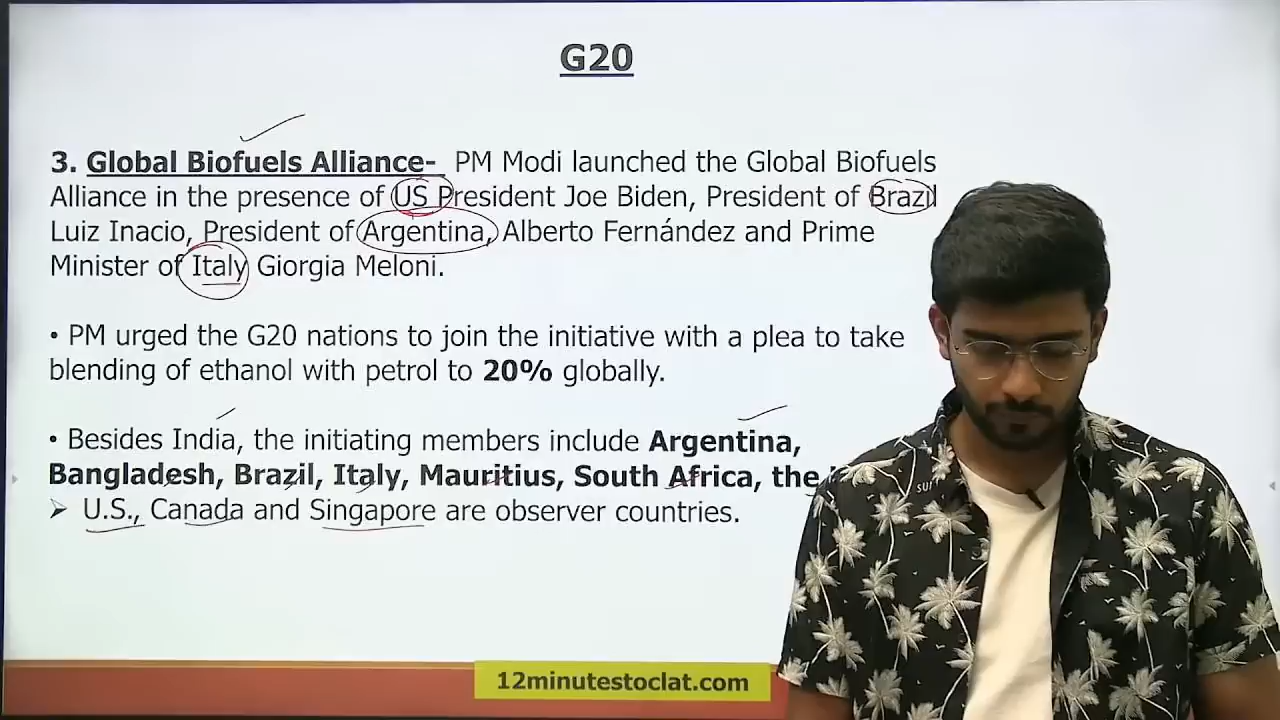 G20
3. Global Biofuels Alliance- PM Modi launched the Global Biofuels
Alliance in the presence of US President Joe Biden, President of Brazil
Luiz Inacio, President of Argentina, Alberto Fernández and Prime
Minister of Italy Giorgia Meloni.
• PM urged the G20 nations to join the initiative with a plea to take
blending of ethanol with petrol to 20% globally.
• Besides India, the initiating members include Argentina,
Bangladesh, Brazil, Italy, Mauritius, South Africa, the
➢ U.S., Canada and Singapore are observer countries.
12minutestoclat.com